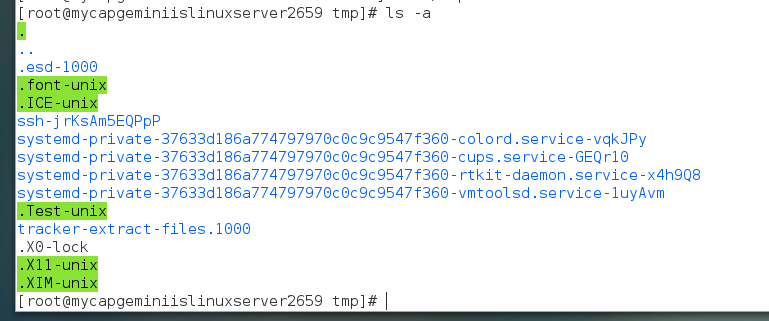 [root@mycapgeminiislinuxserver2659 tmp]# ls -a
.
..
.esd-1000
.font-unix
.ICE-unix
ssh-jrKsAm5EQPpP
systemd-private-37633d186a774797970c0c9c9547f360-colord.service-vqkJPy
systemd-private-37633d186a774797970c0c9c9547f360-cups.service-GEQr10
systemd-private-37633d186a774797970c0c9c9547f360-rtkit-daemon.service-x4h9Q8
systemd-private-37633d186a774797970c0c9c9547f360-vmtoolsd.service-1uyAvm
.Test-unix
tracker-extract-files.1000
.X0-lock
.X11-unix
.XIM-unix
[root@mycapgeminiislinuxserver2659 tmp]#